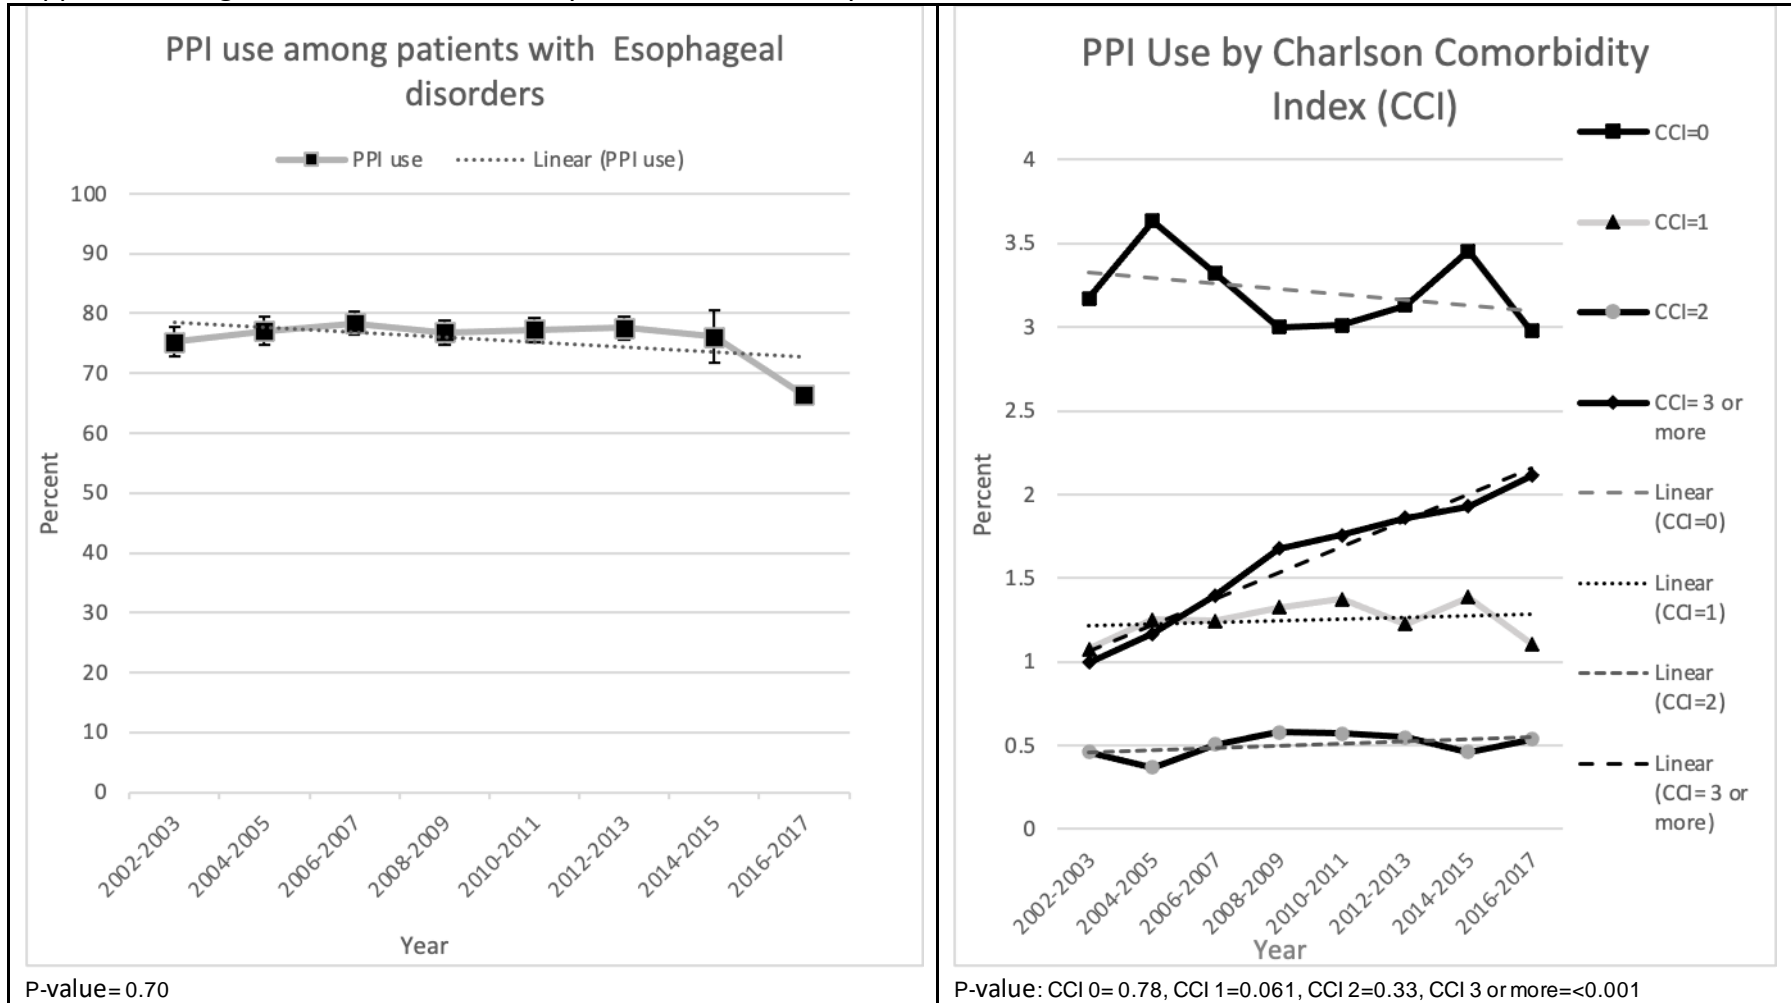 PPI use among patients with Esophageal
disorders
PPI use
Linear (PPI use)
100
90
80
70
60
50
40
30
20
10
0
Percent
2002-2003
2004-2005
2006-2007
2008-2009
2010-2011
2012-2013
2014-2015
2016-2017
Year
P-value= 0.70
PPI Use by Charlson Comorbidity
Index (CCI)
4
3.5
3
2.5
2
1.5
1
0.5
0
Percent
2002-2003
2004-2005
2006-2007
2008-2009
2010-2011
2012-2013
2014-2015
2016-2017
Year
CCI=0
CCI=1
CCI=2
CCI= 3 or
more
Linear
(CCI=0)
Linear
(CCI=1)
Linear
(CCI=2)
Linear
(CCI= 3 or
more)
P-value: CCI 0= 0.78, CCI 1=0.061, CCI 2=0.33, CCI 3 or more=<0.001